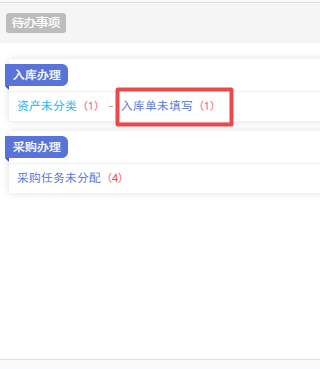 待办事项
入库办理
资产未分类（1） - 入库单未填写（1）
采购办理
采购任务未分配（4）